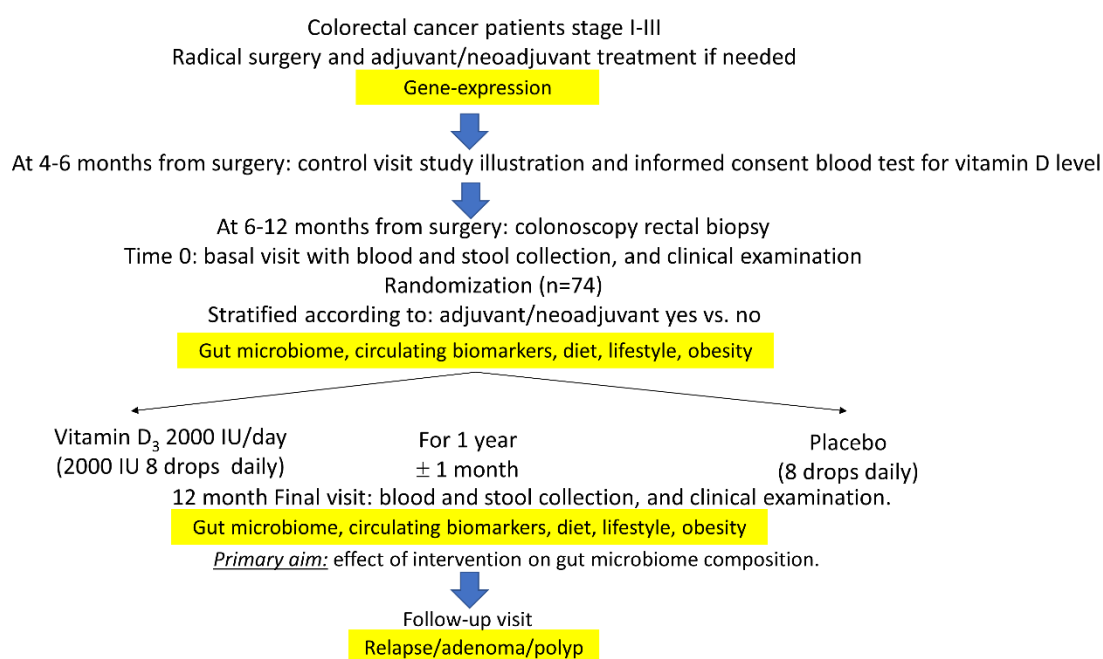 Colorectal cancer patients stage I-III
Radical surgery and adjuvant/neoadjuvant treatment if needed
Gene-expression
At 4-6 months from surgery: control visit study illustration and informed consent blood test for vitamin D level
At 6-12 months from surgery: colonoscopy rectal biopsy
Time 0: basal visit with blood and stool collection, and clinical examination
Randomization (n=74)
Stratified according to: adjuvant/neoadjuvant yes vs. no
Gut microbiome, circulating biomarkers, diet, lifestyle, obesity
Vitamin D₃ 2000 IU/day
(2000 IU 8 drops daily)
For 1 year
± 1 month
Placebo
(8 drops daily)
12 month Final visit: blood and stool collection, and clinical examination.
Gut microbiome, circulating biomarkers, diet, lifestyle, obesity
Primary aim: effect of intervention on gut microbiome composition.
Follow-up visit
Relapse/adenoma/polyp